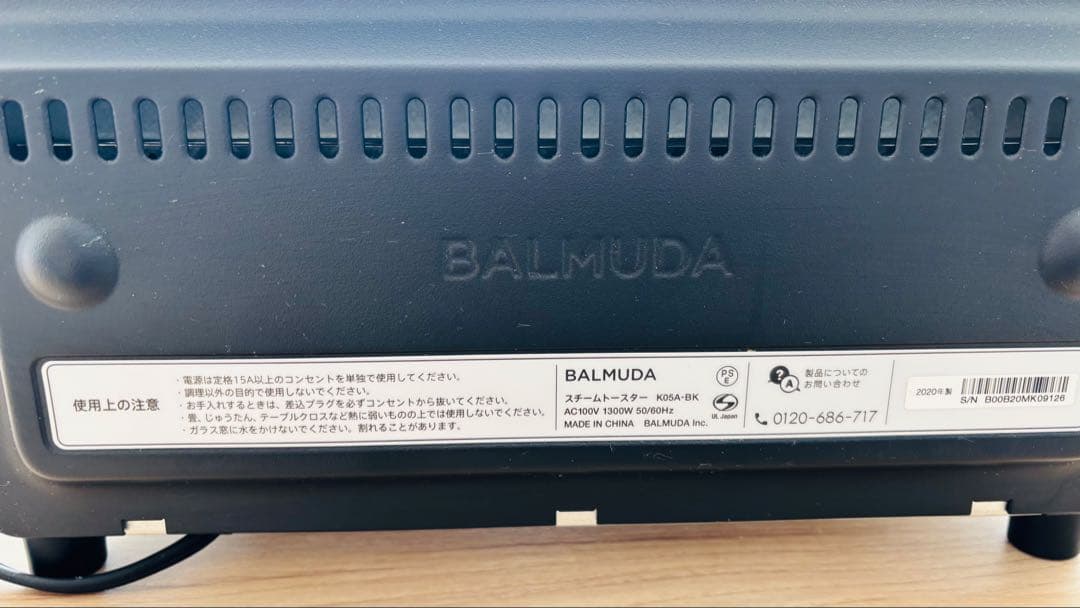 BALMUDA
使用上の注意
・電源は定格15A以上のコンセントを単独で使用してください。
・調理以外の目的で使用しないでください。
・お手入れするときは、差込プラグを必ずコンセントから抜いてください。
・畳、じゅうたん、テーブルクロスなど熱に弱いものの上では使用しないでください。
・ガラス窓に水をかけないでください。割れることがあります。
BALMUDA
スチームトースター K05A-BK
AC100V 1300W 50/60Hz
MADE IN CHINA BALMUDA Inc.
PS
E
UL Japan
?
A
製品についての
お問い合わせ
0120-686-717
2020年製
S/N B00B20MK09126